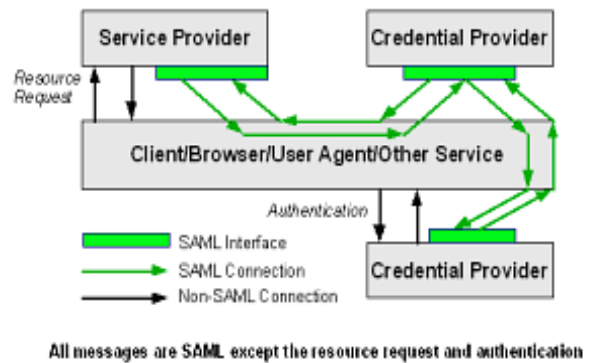 Service Provider
Credential Provider
Resource
Request
Client/Browser/User Agent/Other Service
Authentication
SAML Interface
SAML Connection
Non-SAML Connection
Credential Provider
All messages are SAML except the resource request and authentication